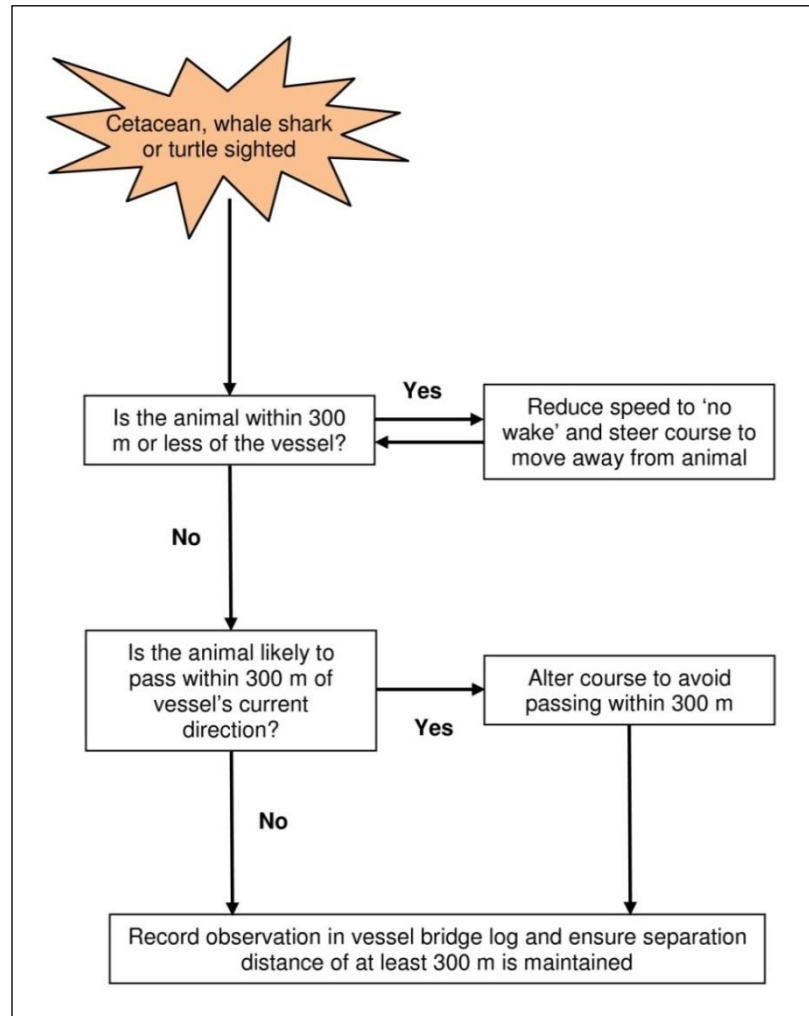 Cetacean, whale shark
or turtle sighted
Yes
Is the animal within 300
m or less of the vessel?
Reduce speed to ‘no
wake’ and steer course to
move away from animal
No
Is the animal likely to
pass within 300 m of
vessel’s current
direction?
Yes
Alter course to avoid
passing within 300 m
No
Record observation in vessel bridge log and ensure separation
distance of at least 300 m is maintained